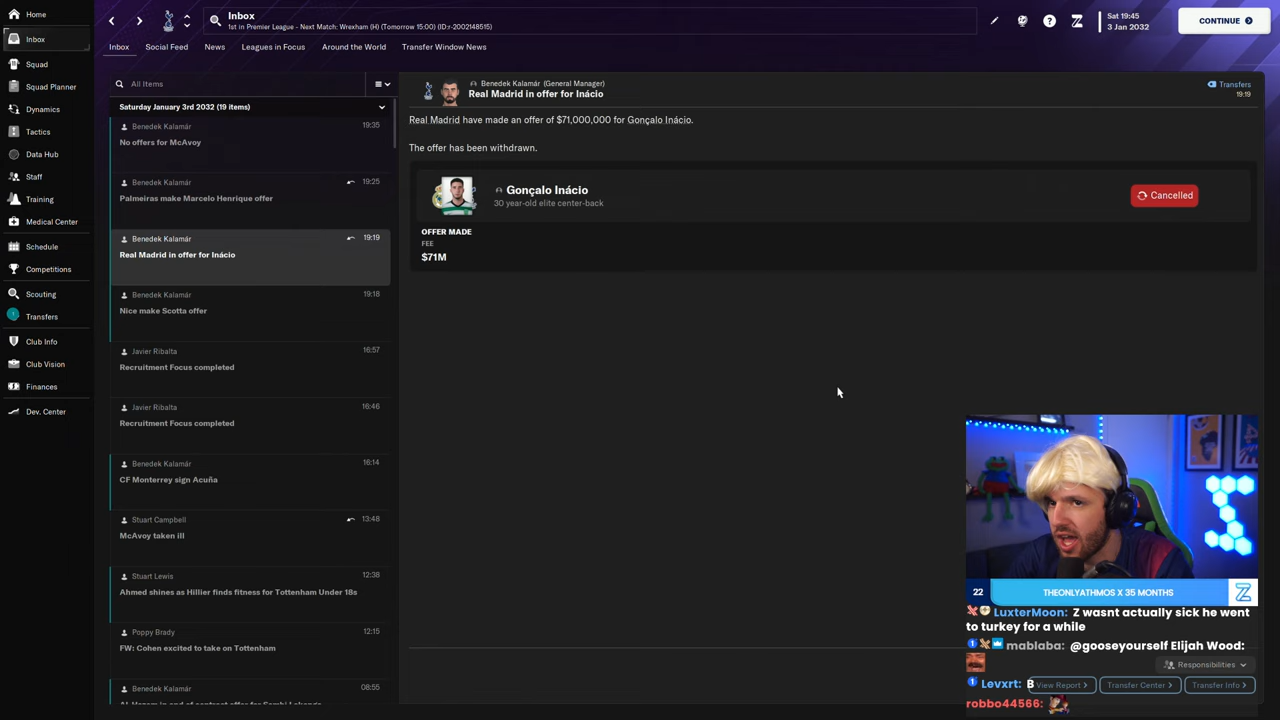 Home
Inbox
Squad
Squad Planner
Dynamics
Tactics
Data Hub
Staff
Training
Medical Center
Schedule
Competitions
Scouting
Transfers
Club Info
Club Vision
Finances
Dev. Center
Inbox
1st in Premier League - Next Match: Wrexham (H) (Tomorrow 15:00) (ID:r-2002148515)
Sat 19:45
3 Jan 2032
CONTINUE
Inbox
Social Feed
News
Leagues in Focus
Around the World
Transfer Window News
All Items
Saturday January 3rd 2032 (19 items)
Benedek Kalamár 19:35
No offers for McAvoy
Benedek Kalamár 19:25
Palmeiras make Marcelo Henrique offer
Benedek Kalamár 19:19
Real Madrid in offer for Inácio
Benedek Kalamár 19:18
Nice make Scotta offer
Javier Ribalta 16:57
Recruitment Focus completed
Javier Ribalta 16:46
Recruitment Focus completed
Benedek Kalamár 16:14
CF Monterrey sign Acuña
Stuart Campbell 13:48
McAvoy taken ill
Stuart Lewis 12:38
Ahmed shines as Hillier finds fitness for Tottenham Under 18s
Poppy Brady 12:15
FW: Cohen excited to take on Tottenham
Benedek Kalamár 08:55
Benedek Kalamár (General Manager)
Real Madrid in offer for Inácio
Transfers
19:19
Real Madrid have made an offer of $71,000,000 for Gonçalo Inácio.
The offer has been withdrawn.
Gonçalo Inácio
30 year-old elite center-back
Cancelled
OFFER MADE
FEE
$71M
22 THEONLYATHMOS X 35 MONTHS
LuxterMoon: Z wasnt actually sick he went
to turkey for a while
mablaba: @gooseyourself Elijah Wood:
Responsibilities
Levxrt: B
View Report
Transfer Center
Transfer Info
robbo44566: